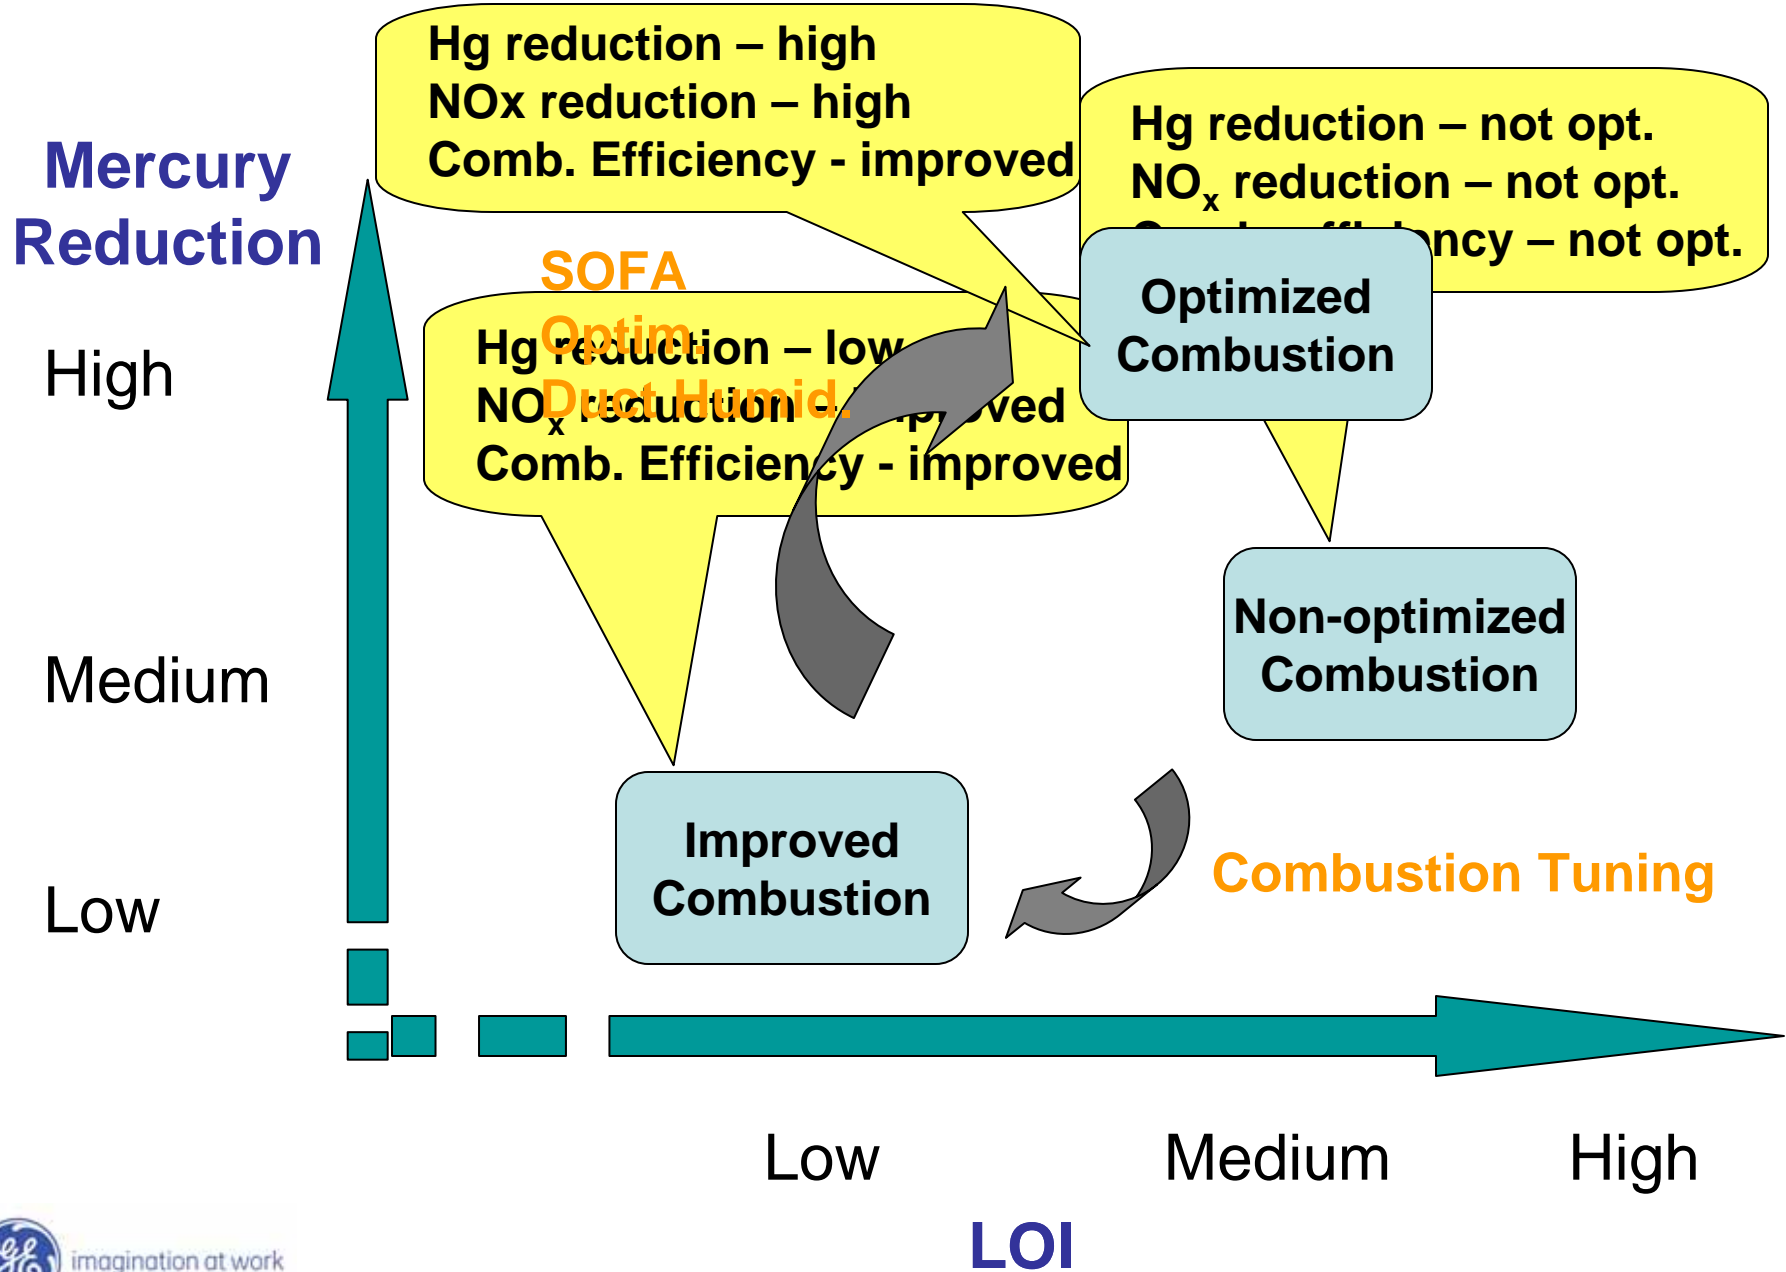 Hg reduction – high
NOx reduction – high
Comb. Efficiency - improved
Hg reduction – not opt.
NOx reduction – not opt.
– not opt.
Mercury
Reduction
SOFA
Optim.
Duct Humid.
Hg reduction – low
NOx reduction – improved
Comb. Efficiency - improved
Optimized
Combustion
High
Non-optimized
Combustion
Medium
Improved
Combustion
Combustion Tuning
Low
Low Medium High
LOI
imagination at work